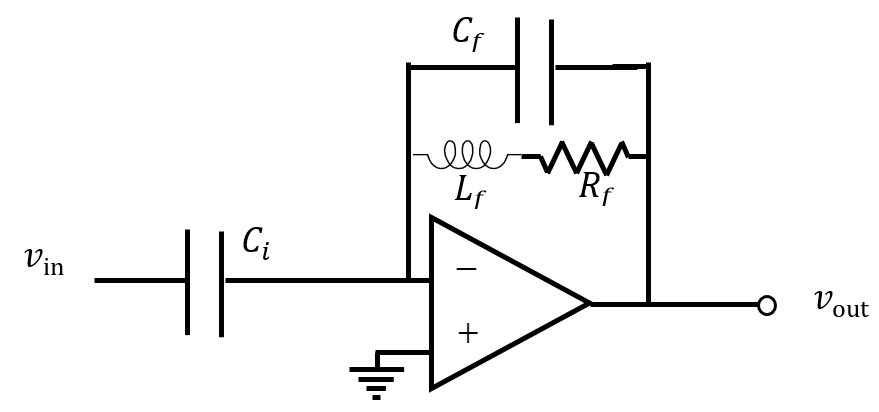 C_f
L_f
R_f
C_i
v_in
−
+
v_out